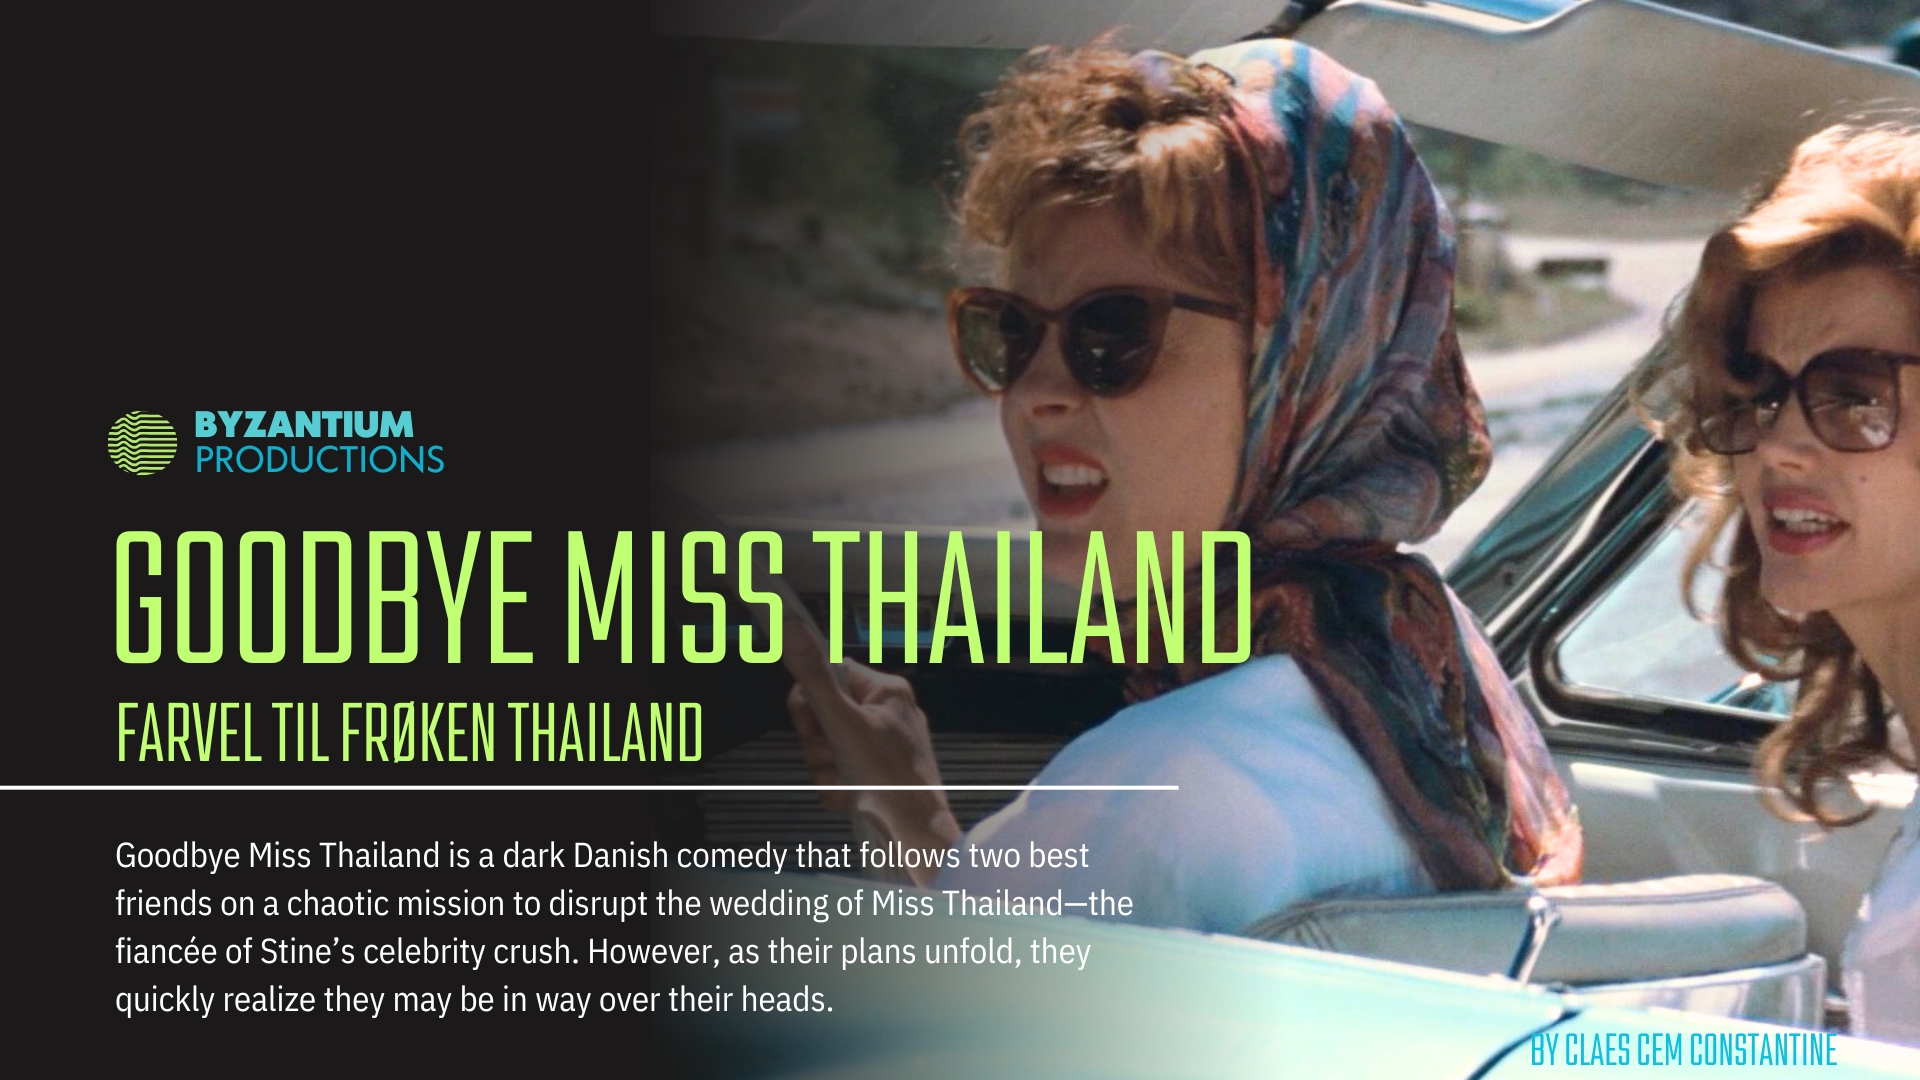 BYZANTIUM
PRODUCTIONS
GOODBYE MISS THAILAND
FARVEL TIL FRØKEN THAILAND
Goodbye Miss Thailand is a dark Danish comedy that follows two best
friends on a chaotic mission to disrupt the wedding of Miss Thailand—the
fiancée of Stine’s celebrity crush. However, as their plans unfold, they
quickly realize they may be in way over their heads.
BY CLAES CEM CONSTANTINE